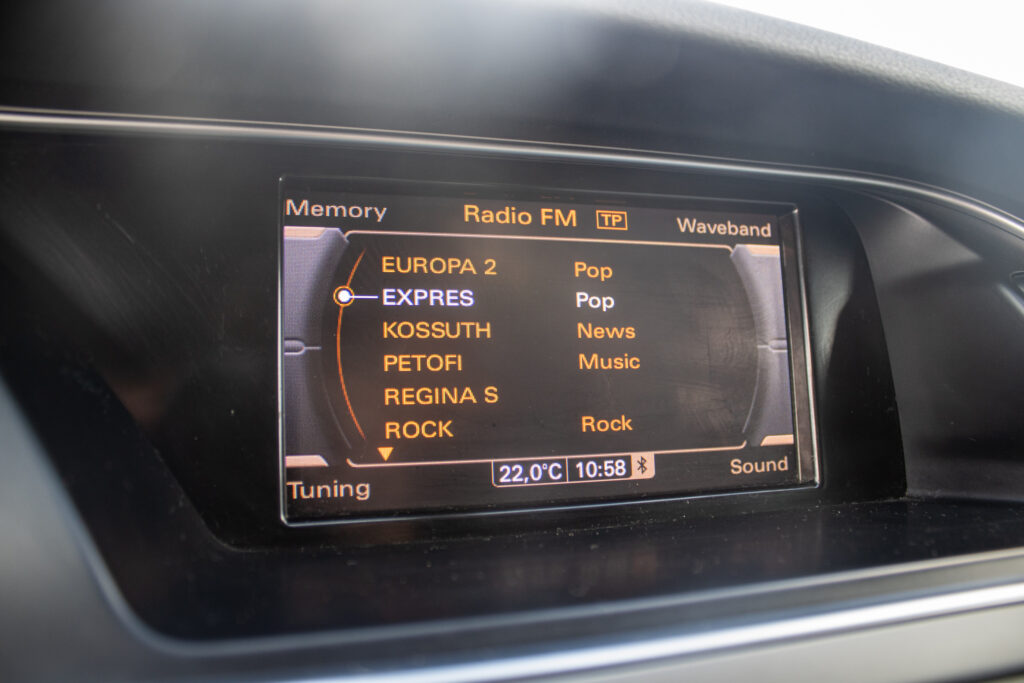 Memory Radio FM TP Waveband
EUROPA 2 Pop
EXPRES Pop
KOSSUTH News
PETOFI Music
REGINA S
ROCK Rock
22,0°C 10:58
Tuning Sound